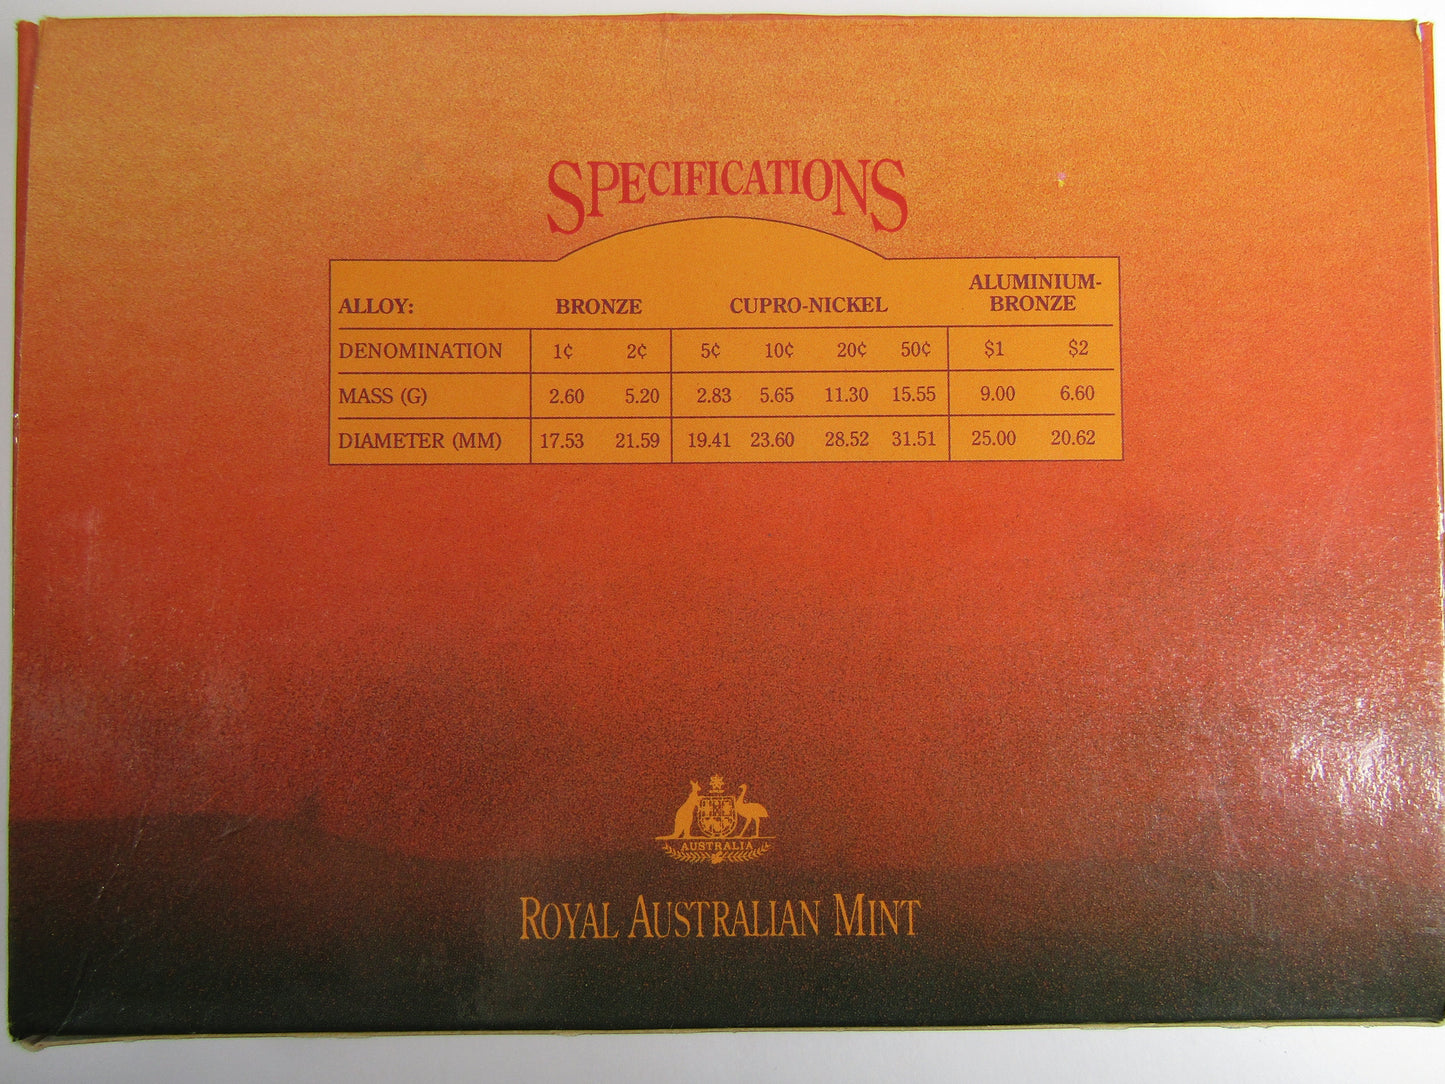 SPECIFICATIONS
ALLOY: BRONZE CUPRO-NICKEL ALUMINIUM-
BRONZE
DENOMINATION 1¢ 2¢ 5¢ 10¢ 20¢ 50¢ $1 $2
MASS (G) 2.60 5.20 2.83 5.65 11.30 15.55 9.00 6.60
DIAMETER (MM) 17.53 21.59 19.41 23.60 28.52 31.51 25.00 20.62
AUSTRALIA
ROYAL AUSTRALIAN MINT